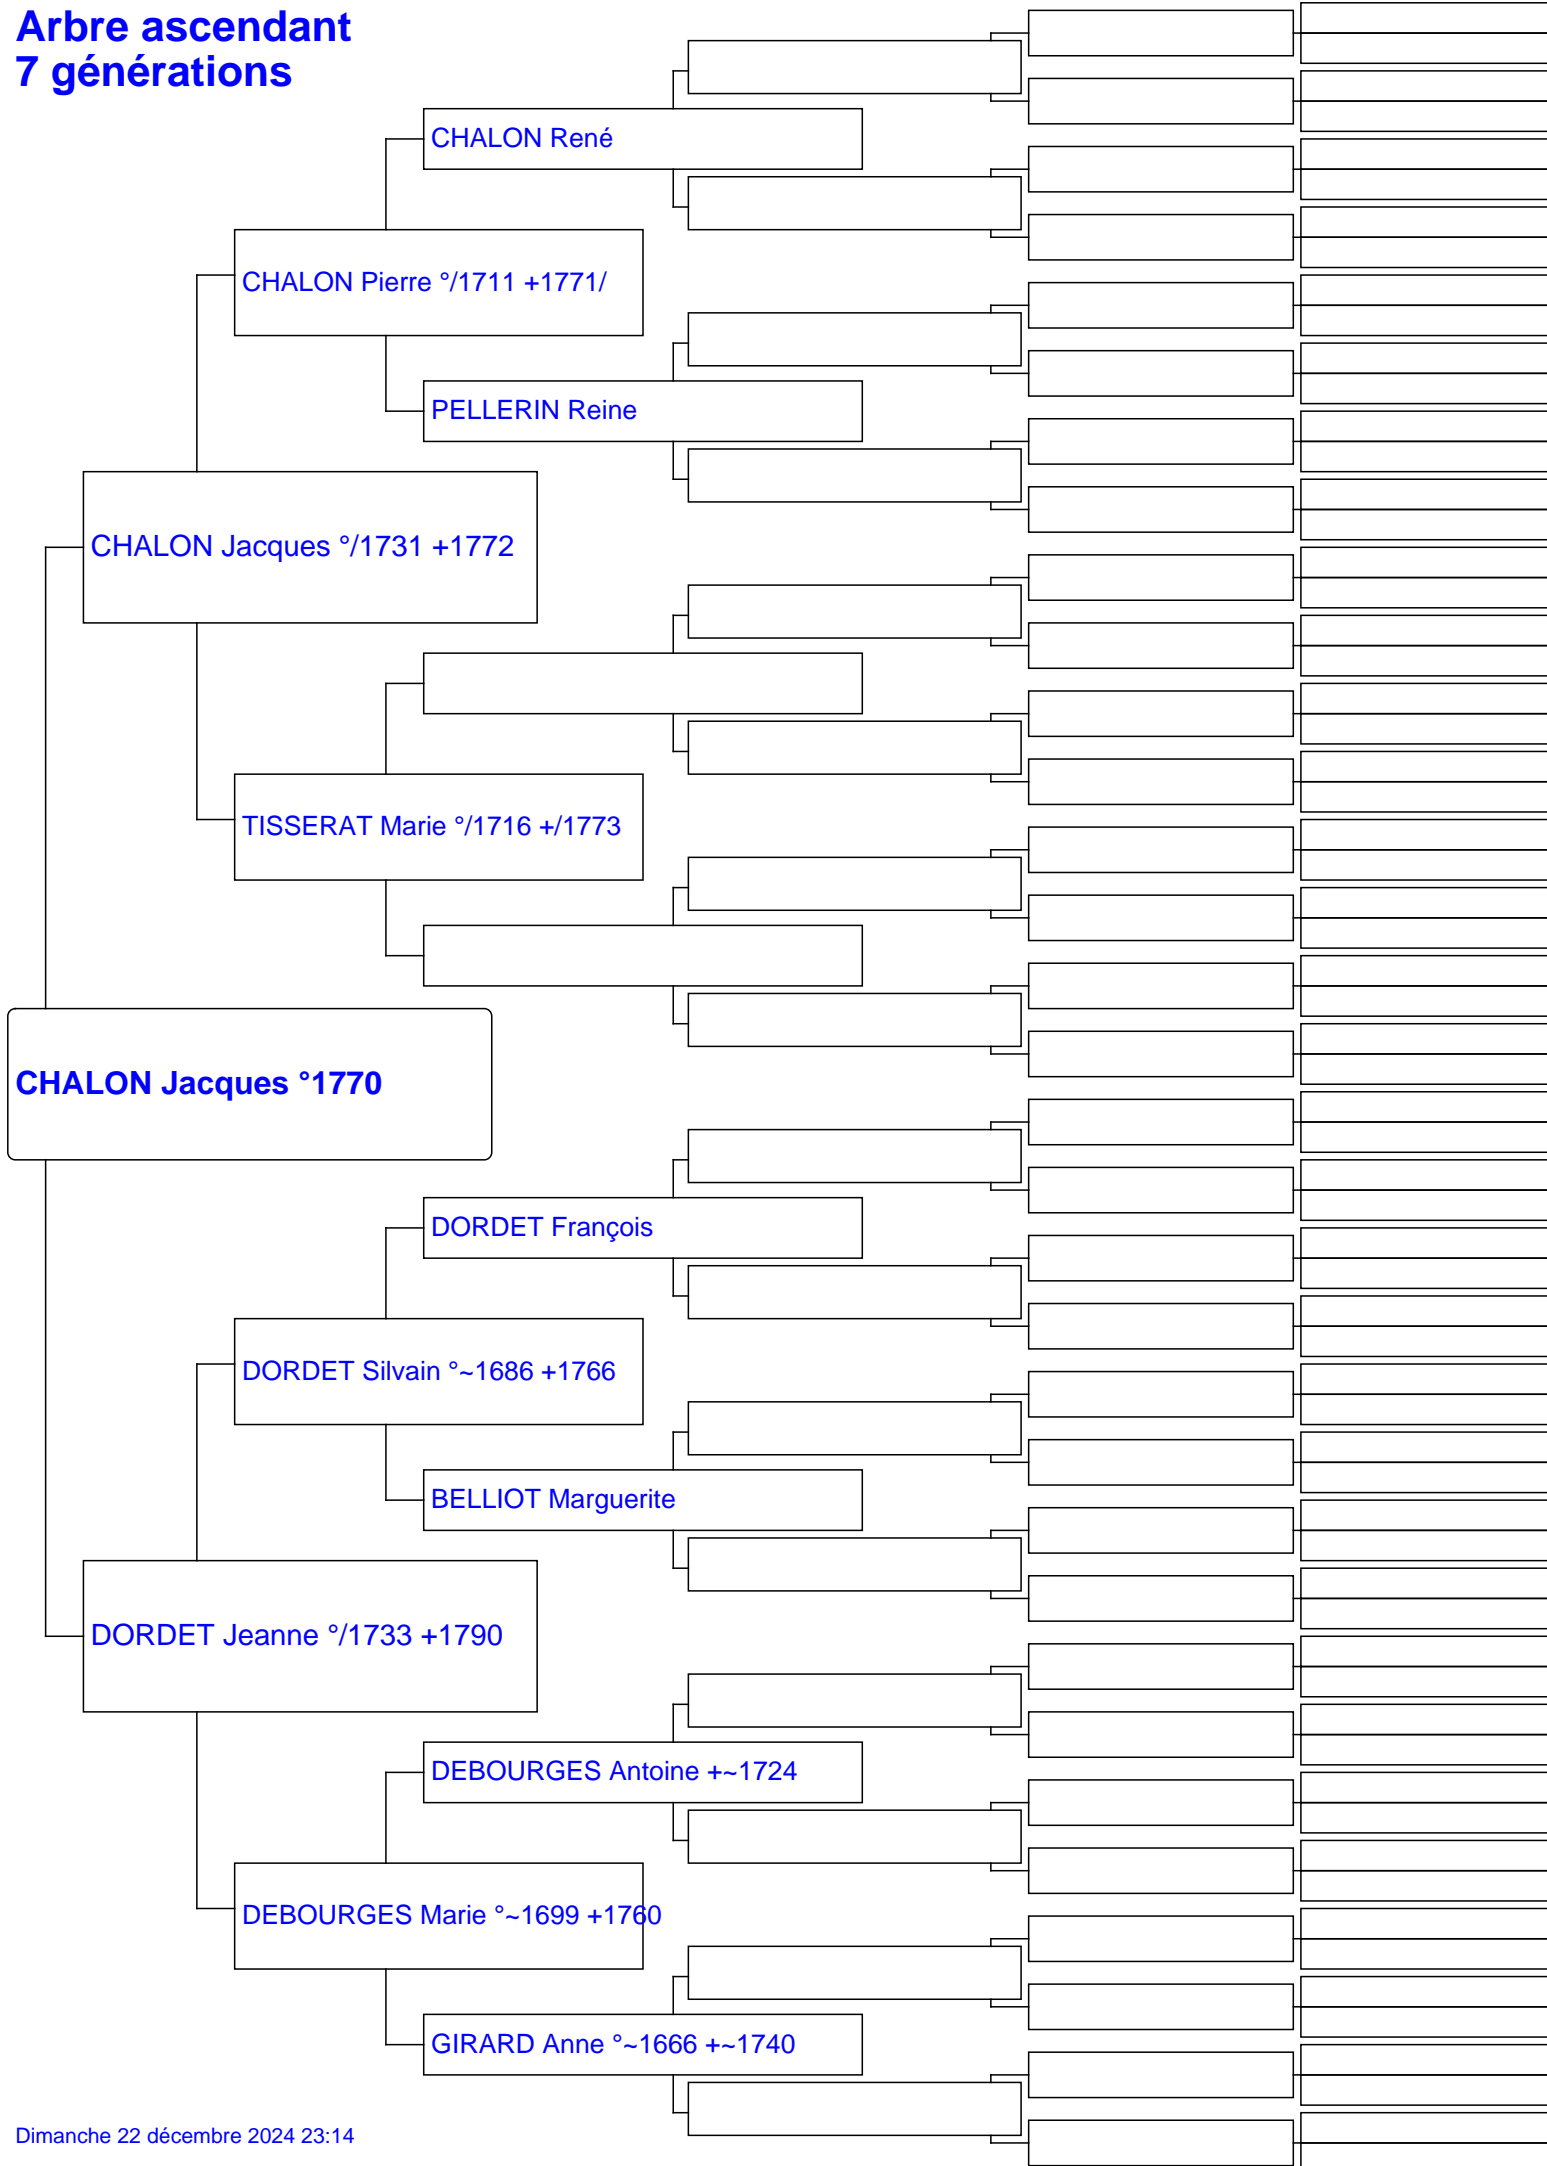 Arbre ascendant
7 générations
CHALON René
CHALON Pierre °/1711 +1771/
PELLERIN Reine
CHALON Jacques °/1731 +1772
TISSERAT Marie °/1716 +/1773
CHALON Jacques °1770
DORDET François
DORDET Silvain °~1686 +1766
BELLIOT Marguerite
DORDET Jeanne °/1733 +1790
DEBOURGES Antoine +~1724
DEBOURGES Marie °~1699 +1760
GIRARD Anne °~1666 +~1740
Dimanche 22 décembre 2024 23:14